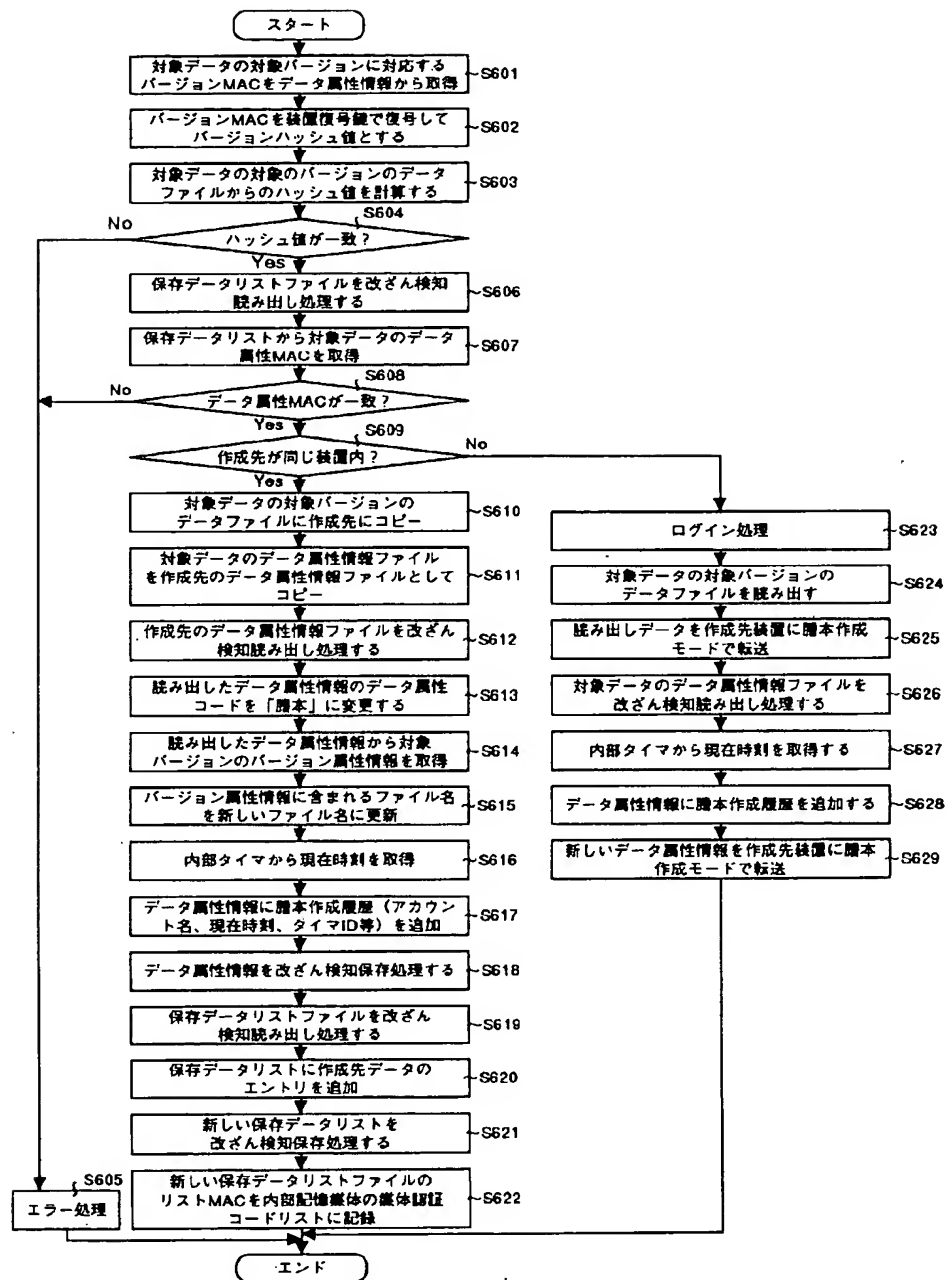 スタート
対象データの対象バージョンに対応する
バージョンMACをデータ属性情報から取得
S601
バージョンMACを装置復号鍵で復号して
バージョンハッシュ値とする
S602
対象データの対象のバージョンのデータ
ファイルからのハッシュ値を計算する
S603
S604
No
ハッシュ値が一致？
Yes
保存データリストファイルを改ざん検知
読み出し処理する
S606
保存データリストから対象データのデータ
属性MACを取得
S607
S608
No
データ属性MACが一致？
Yes
S609
No
作成先が同じ装置内？
Yes
対象データの対象バージョンの
データファイルに作成先にコピー
S610
対象データのデータ属性情報ファイル
を作成先のデータ属性情報ファイルとして
コピー
S611
作成先のデータ属性情報ファイルを改ざん
検知読み出し処理する
S612
読み出したデータ属性情報のデータ属性
コードを「謄本」に変更する
S613
読み出したデータ属性情報から対象
バージョンのバージョン属性情報を取得
S614
バージョン属性情報に含まれるファイル名
を新しいファイル名に更新
S615
内部タイマから現在時刻を取得
S616
データ属性情報に謄本作成履歴（アカウント
名、現在時刻、タイマID等）を追加
S617
データ属性情報を改ざん検知保存処理する
S618
保存データリストファイルを改ざん
検知読み出し処理する
S619
保存データリストに作成先データの
エントリを追加
S620
新しい保存データリストを
改ざん検知保存処理する
S621
新しい保存データリストファイルの
リストMACを内部記憶媒体の媒体認証
コードリストに記録
S622
ログイン処理
S623
対象データの対象バージョンの
データファイルを読み出す
S624
読み出しデータを作成先装置に謄本作成
モードで転送
S625
対象データのデータ属性情報ファイルを
改ざん検知読み出し処理する
S626
内部タイマから現在時刻を取得する
S627
データ属性情報に謄本作成履歴を追加する
S628
新しいデータ属性情報を作成先装置に謄本
作成モードで転送
S629
S605
エラー処理
エンド